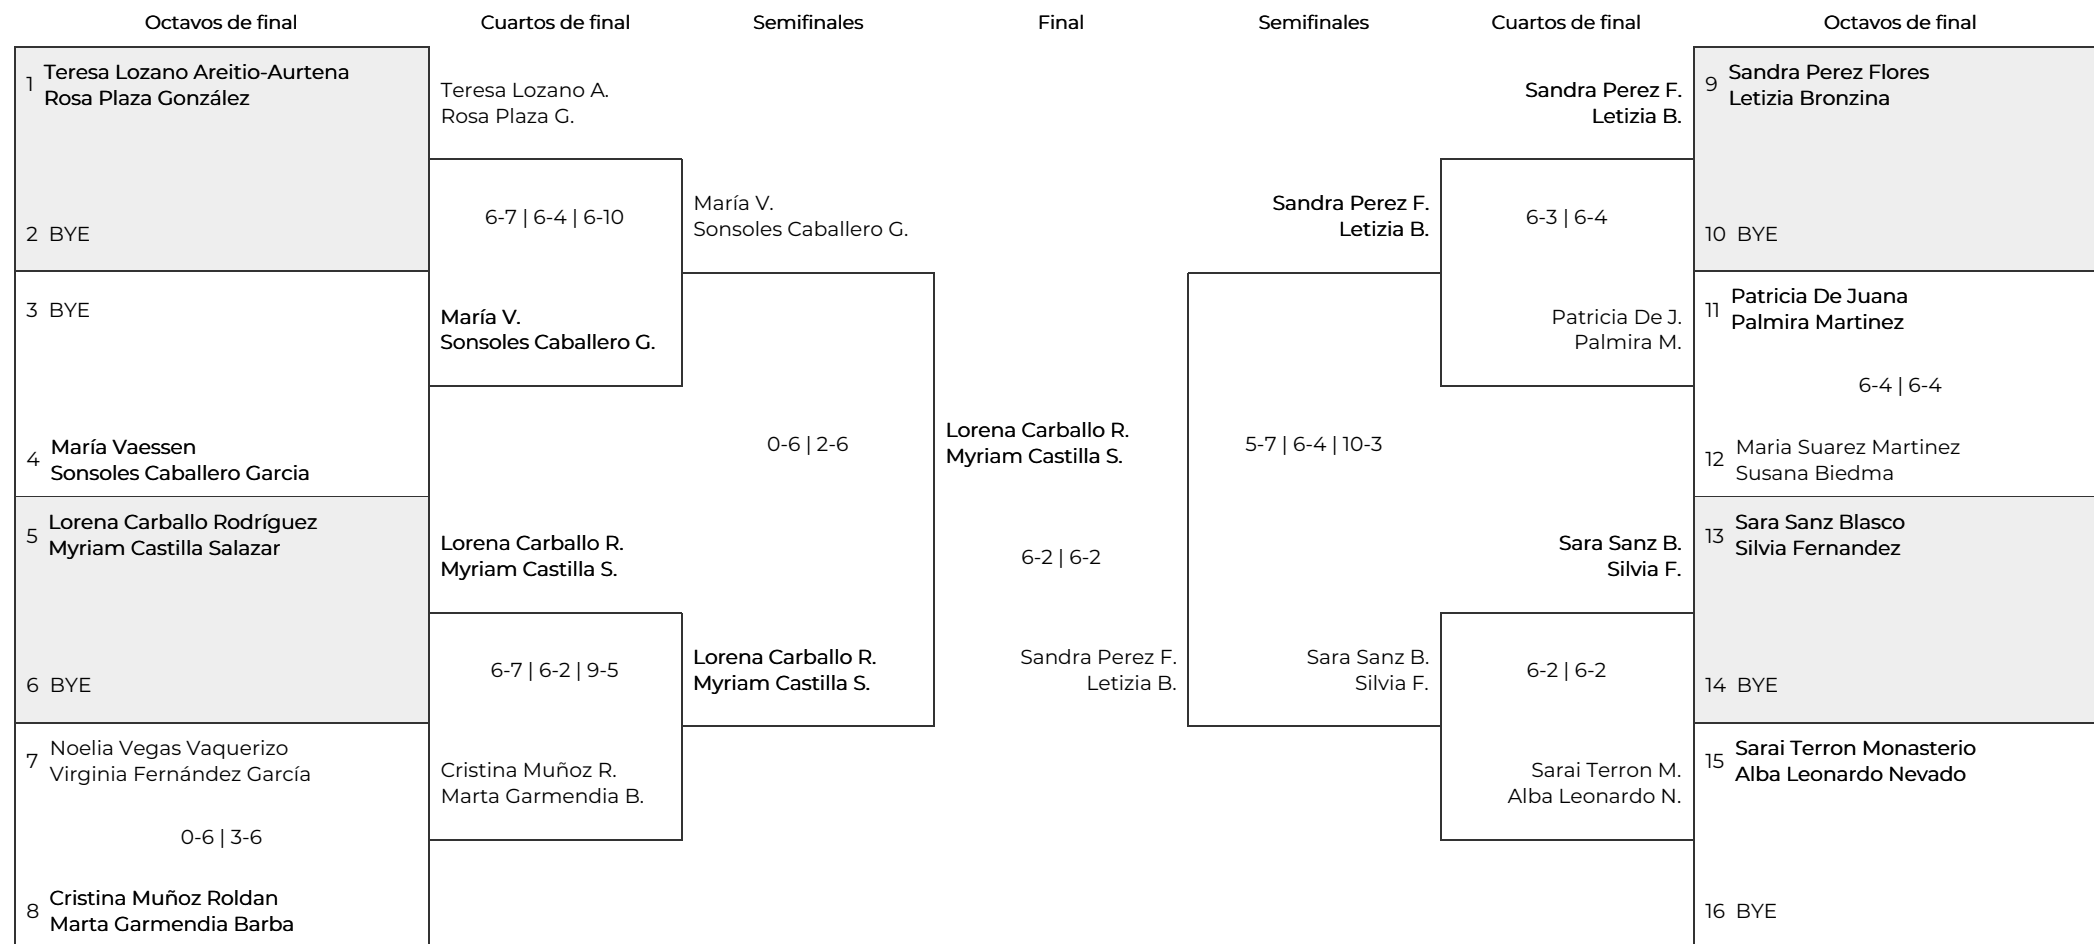 Octavos de final
Cuartos de final
Semifinales
Final
Semifinales
Cuartos de final
Octavos de final
1 Teresa Lozano Areitio-Aurtena
Rosa Plaza González
2 BYE
3 BYE
4 María Vaessen
Sonsoles Caballero Garcia
5 Lorena Carballo Rodríguez
Myriam Castilla Salazar
6 BYE
7 Noelia Vegas Vaquerizo
Virginia Fernández García
0-6 | 3-6
8 Cristina Muñoz Roldan
Marta Garmendia Barba
Teresa Lozano A.
Rosa Plaza G.
6-7 | 6-4 | 6-10
María V.
Sonsoles Caballero G.
Lorena Carballo R.
Myriam Castilla S.
6-7 | 6-2 | 9-5
Cristina Muñoz R.
Marta Garmendia B.
María V.
Sonsoles Caballero G.
0-6 | 2-6
Lorena Carballo R.
Myriam Castilla S.
Lorena Carballo R.
Myriam Castilla S.
6-2 | 6-2
Sandra Perez F.
Letizia B.
Sandra Perez F.
Letizia B.
5-7 | 6-4 | 10-3
Sara Sanz B.
Silvia F.
Sandra Perez F.
Letizia B.
6-3 | 6-4
Patricia De J.
Palmira M.
Sara Sanz B.
Silvia F.
6-2 | 6-2
Sarai Terron M.
Alba Leonardo N.
9 Sandra Perez Flores
Letizia Bronzina
10 BYE
11 Patricia De Juana
Palmira Martinez
6-4 | 6-4
12 Maria Suarez Martinez
Susana Biedma
13 Sara Sanz Blasco
Silvia Fernandez
14 BYE
15 Sarai Terron Monasterio
Alba Leonardo Nevado
16 BYE